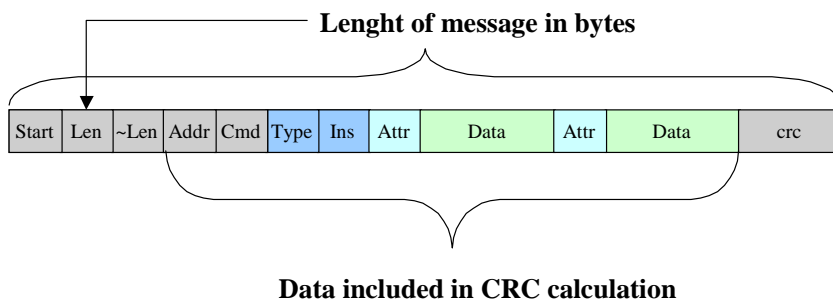 Lenght of message in bytes
Start Len ~Len Addr Cmd Type Ins Attr Data Attr Data crc
Data included in CRC calculation